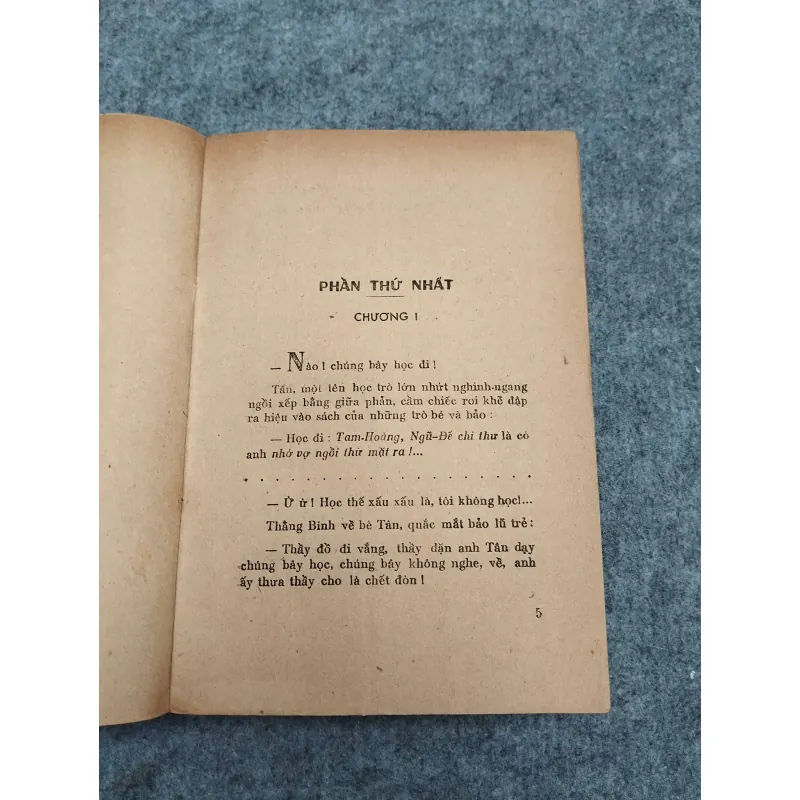 PHẦN THỨ NHẤT
CHƯƠNG I
— Nào ! chúng bây học đi !
Tấn, một tên học trò lớn nhứt nghinh-ngang
ngồi xếp bằng giữa phản, cầm chiếc roi khẽ đập
ra hiệu vào sách của những trò bé và bảo :
— Học đi : Tam-Hoàng, Ngũ-Đế chi thư là có
anh nhớ vợ ngồi thừ mặt ra !...
. . . . . . . . . . . . . . . . . .
— Ừ ừ ! Học thế xấu xấu là, tôi không học!...
Thằng Binh về bè Tân, quắc mắt bảo lũ trẻ:
— Thầy đồ đi vắng, thầy dặn anh Tân dạy
chúng bây học, chúng bây không nghe, về, anh
ấy thưa thầy cho là chết đòn !
5